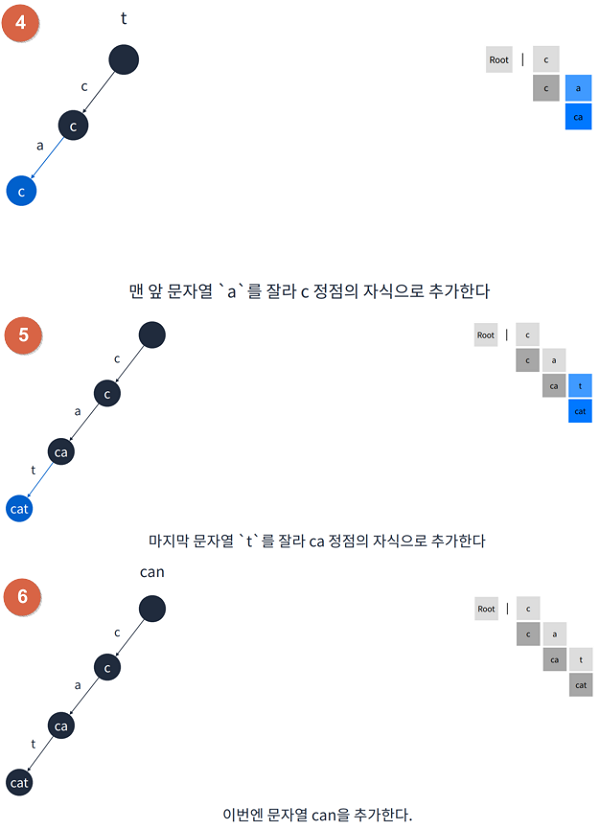 4
t
c
Root | c
c
c a
a
ca
c
맨 앞 문자열 `a`를 잘라 c 정점의 자식으로 추가한다
5
Root | c
c
c a
c
a
ca t
ca
cat
t
cat
마지막 문자열 `t`를 잘라 ca 정점의 자식으로 추가한다
can
6
Root | c
c
c a
c
a
ca t
cat
ca
t
cat
이번엔 문자열 can을 추가한다.